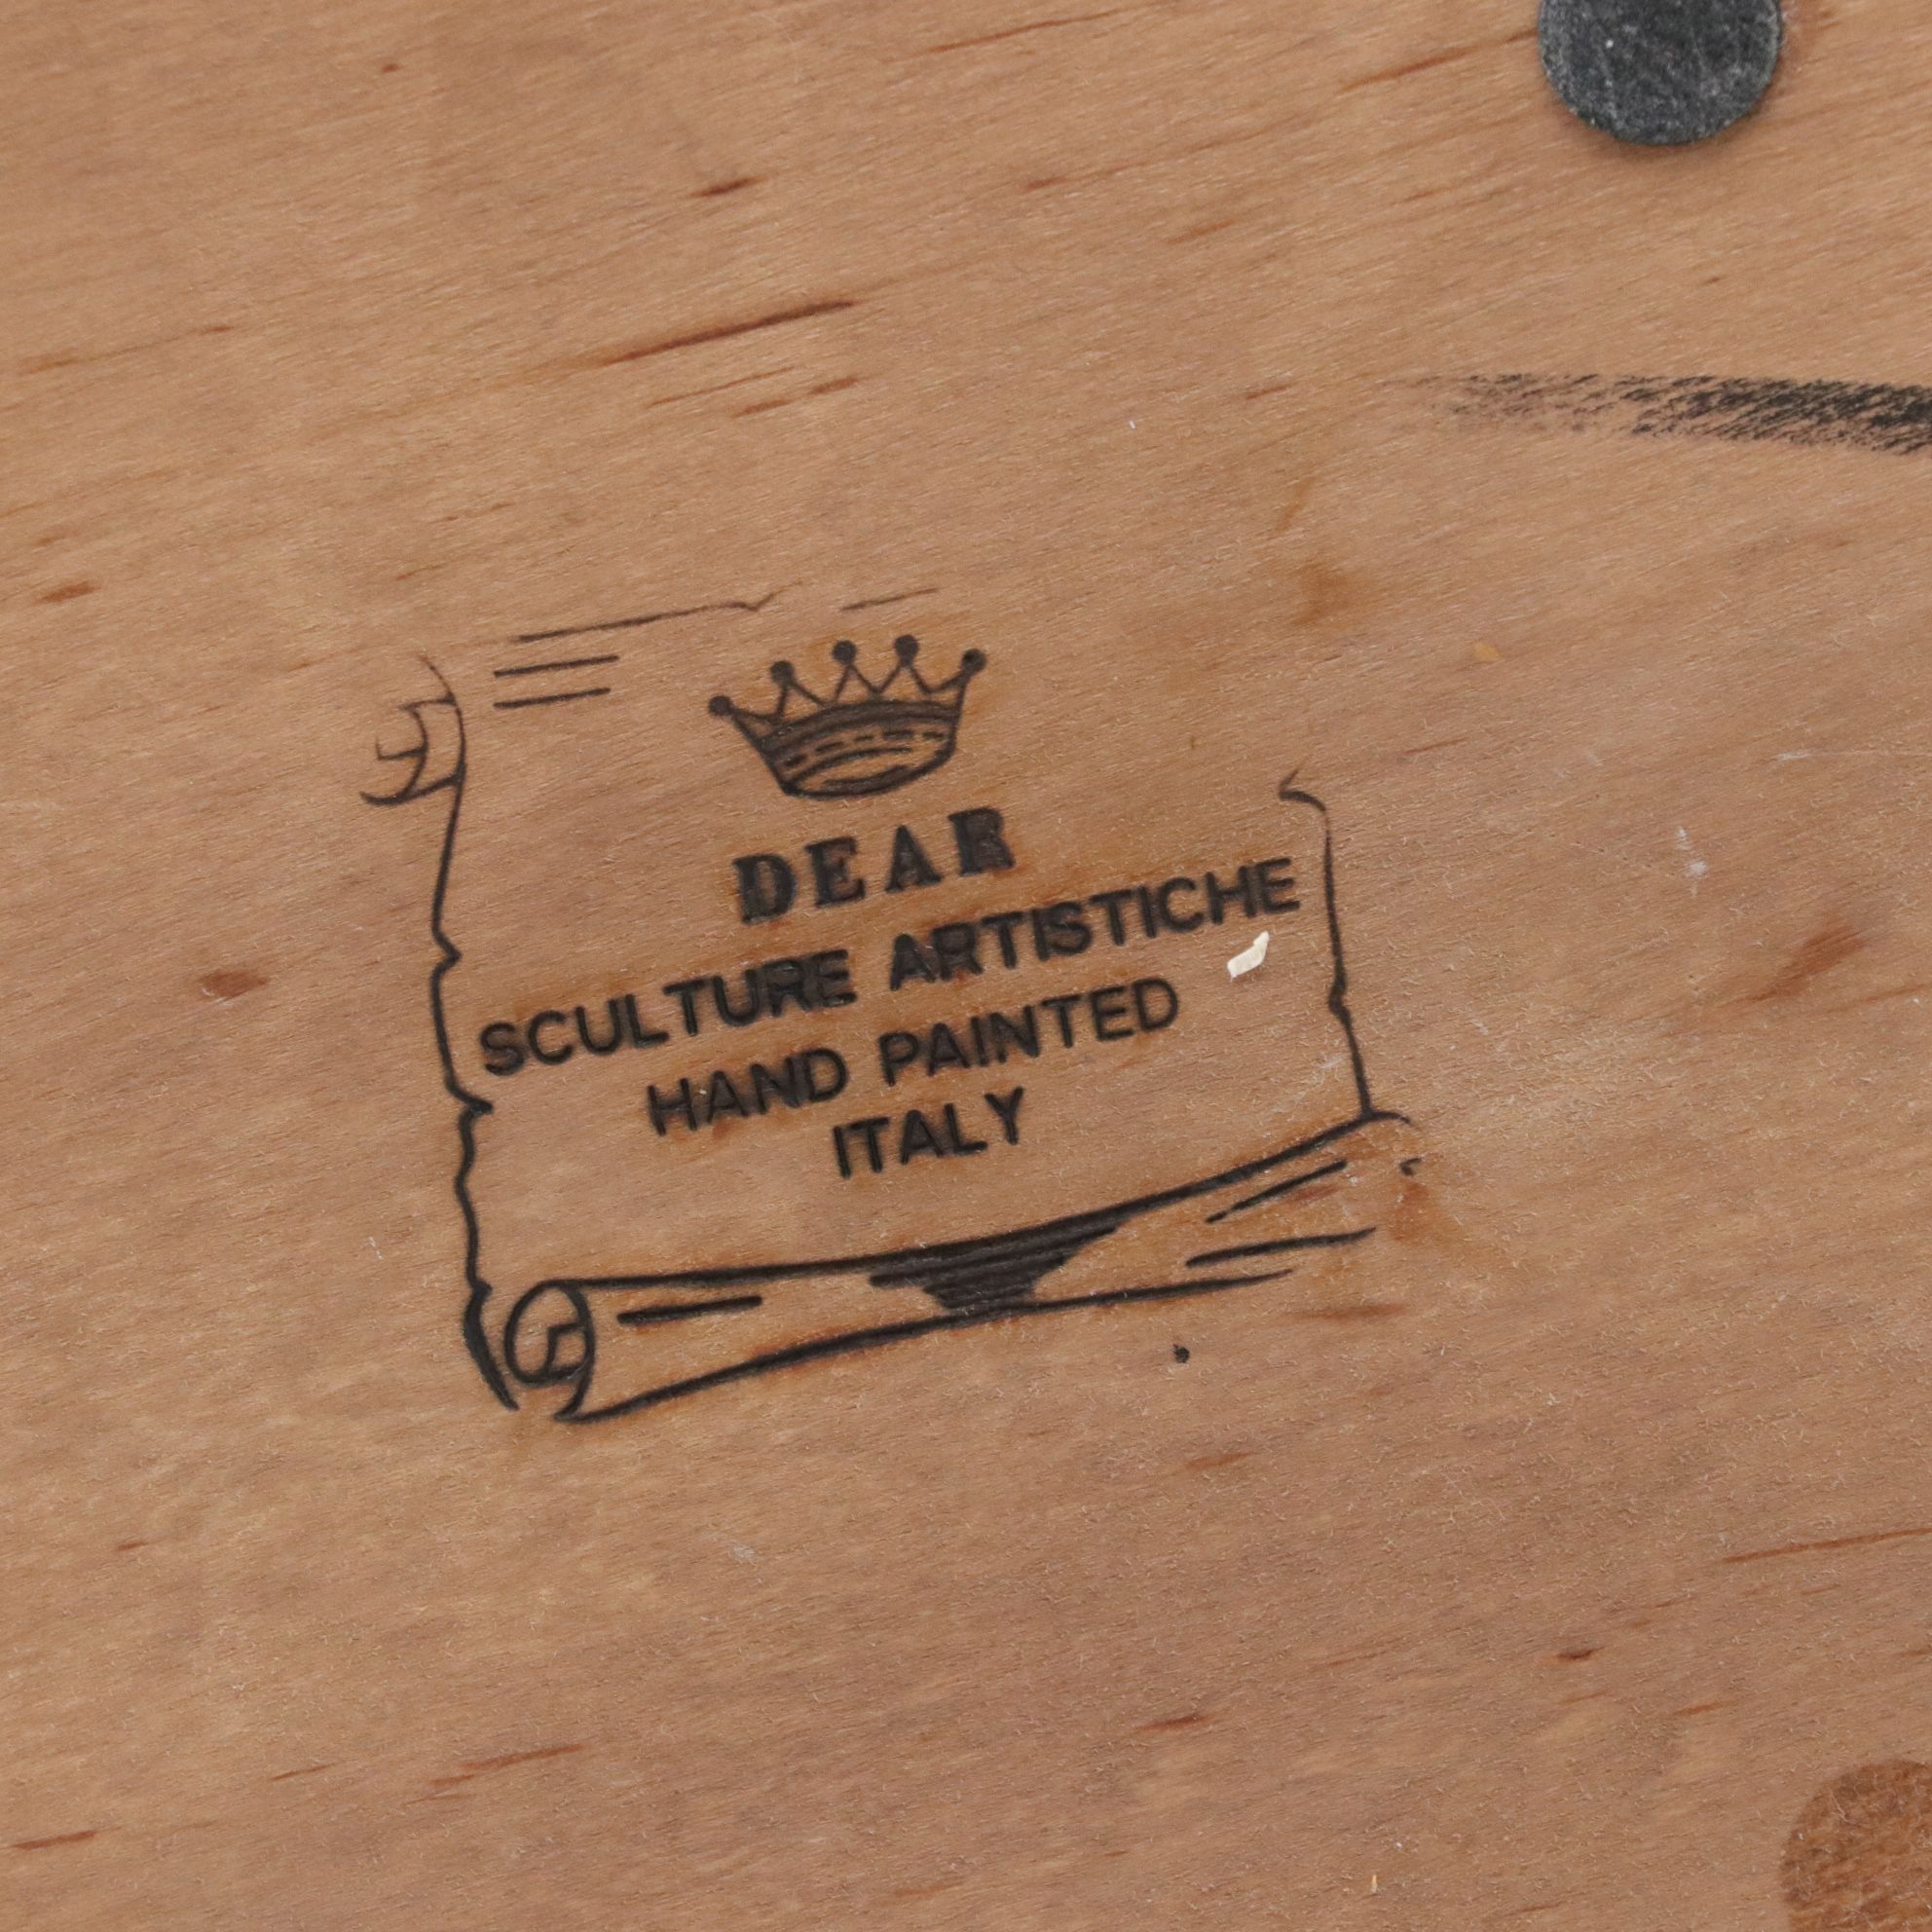 DEAR
SCULTURE ARTISTICHE
HAND PAINTED
ITALY